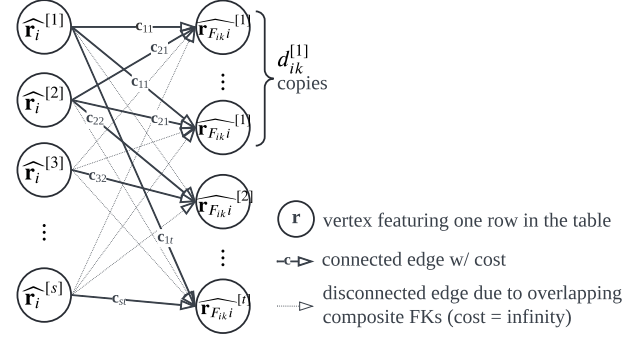 r̂_i^[1]
c_11
r̂_{F_ik i}^[1]
c_21
d_ik^[1]
copies
c_11
⋮
r̂_i^[2]
c_22
c_21
r̂_{F_ik i}^[1]
r̂_i^[3]
c_32
r̂_{F_ik i}^[2]
⋮
c_1t
⋮
r̂_i^[s]
c_st
r̂_{F_ik i}^[t]
r vertex featuring one row in the table
c connected edge w/ cost
disconnected edge due to overlapping
composite FKs (cost = infinity)